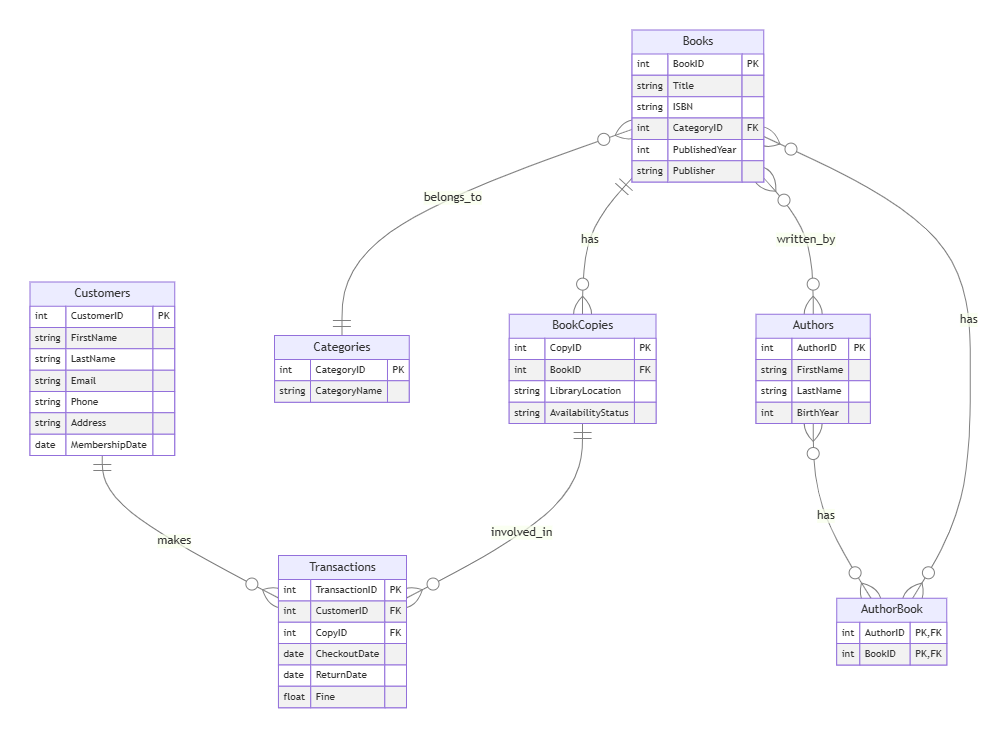 Books
int BookID PK
string Title
string ISBN
int CategoryID FK
int PublishedYear
string Publisher
belongs_to
has
written_by
has
Customers
int CustomerID PK
string FirstName
string LastName
string Email
string Phone
string Address
date MembershipDate
Categories
int CategoryID PK
string CategoryName
BookCopies
int CopyID PK
int BookID FK
string LibraryLocation
string AvailabilityStatus
Authors
int AuthorID PK
string FirstName
string LastName
int BirthYear
makes
involved_in
has
Transactions
int TransactionID PK
int CustomerID FK
int CopyID FK
date CheckoutDate
date ReturnDate
float Fine
AuthorBook
int AuthorID PK,FK
int BookID PK,FK